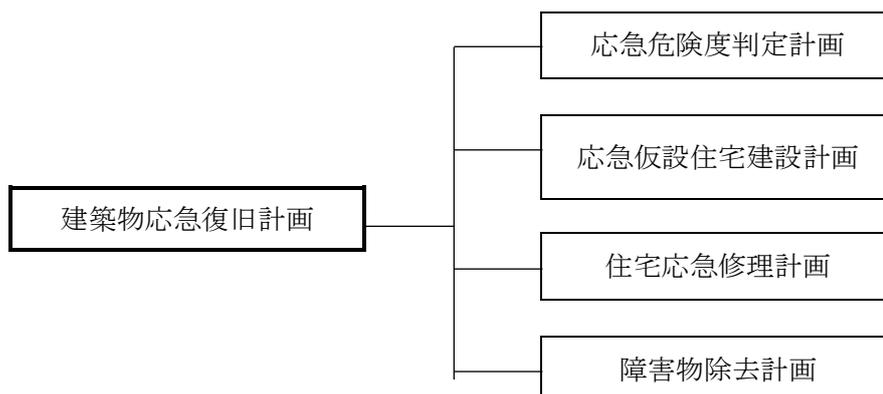 応急危険度判定計画
応急仮設住宅建設計画
建築物応急復旧計画
住宅応急修理計画
障害物除去計画